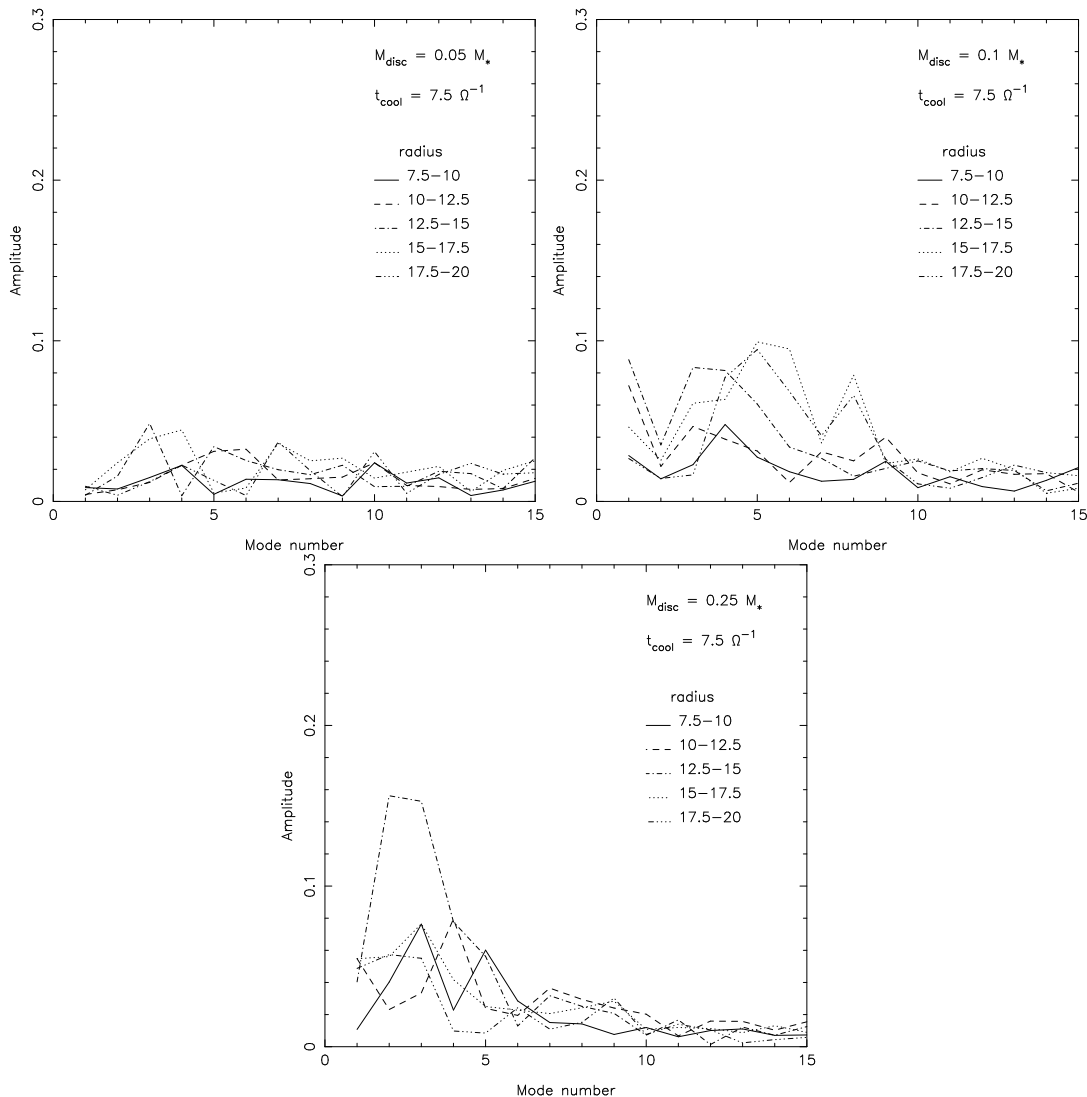 M_disc = 0.05 M_*
t_cool = 7.5 Ω^−1
radius
7.5−10
10−12.5
12.5−15
15−17.5
17.5−20
Amplitude
0 0.1 0.2 0.3
0 5 10 15
Mode number
M_disc = 0.1 M_*
t_cool = 7.5 Ω^−1
radius
7.5−10
10−12.5
12.5−15
15−17.5
17.5−20
Amplitude
0 0.1 0.2 0.3
0 5 10 15
Mode number
M_disc = 0.25 M_*
t_cool = 7.5 Ω^−1
radius
7.5−10
10−12.5
12.5−15
15−17.5
17.5−20
Amplitude
0 0.1 0.2 0.3
0 5 10 15
Mode number